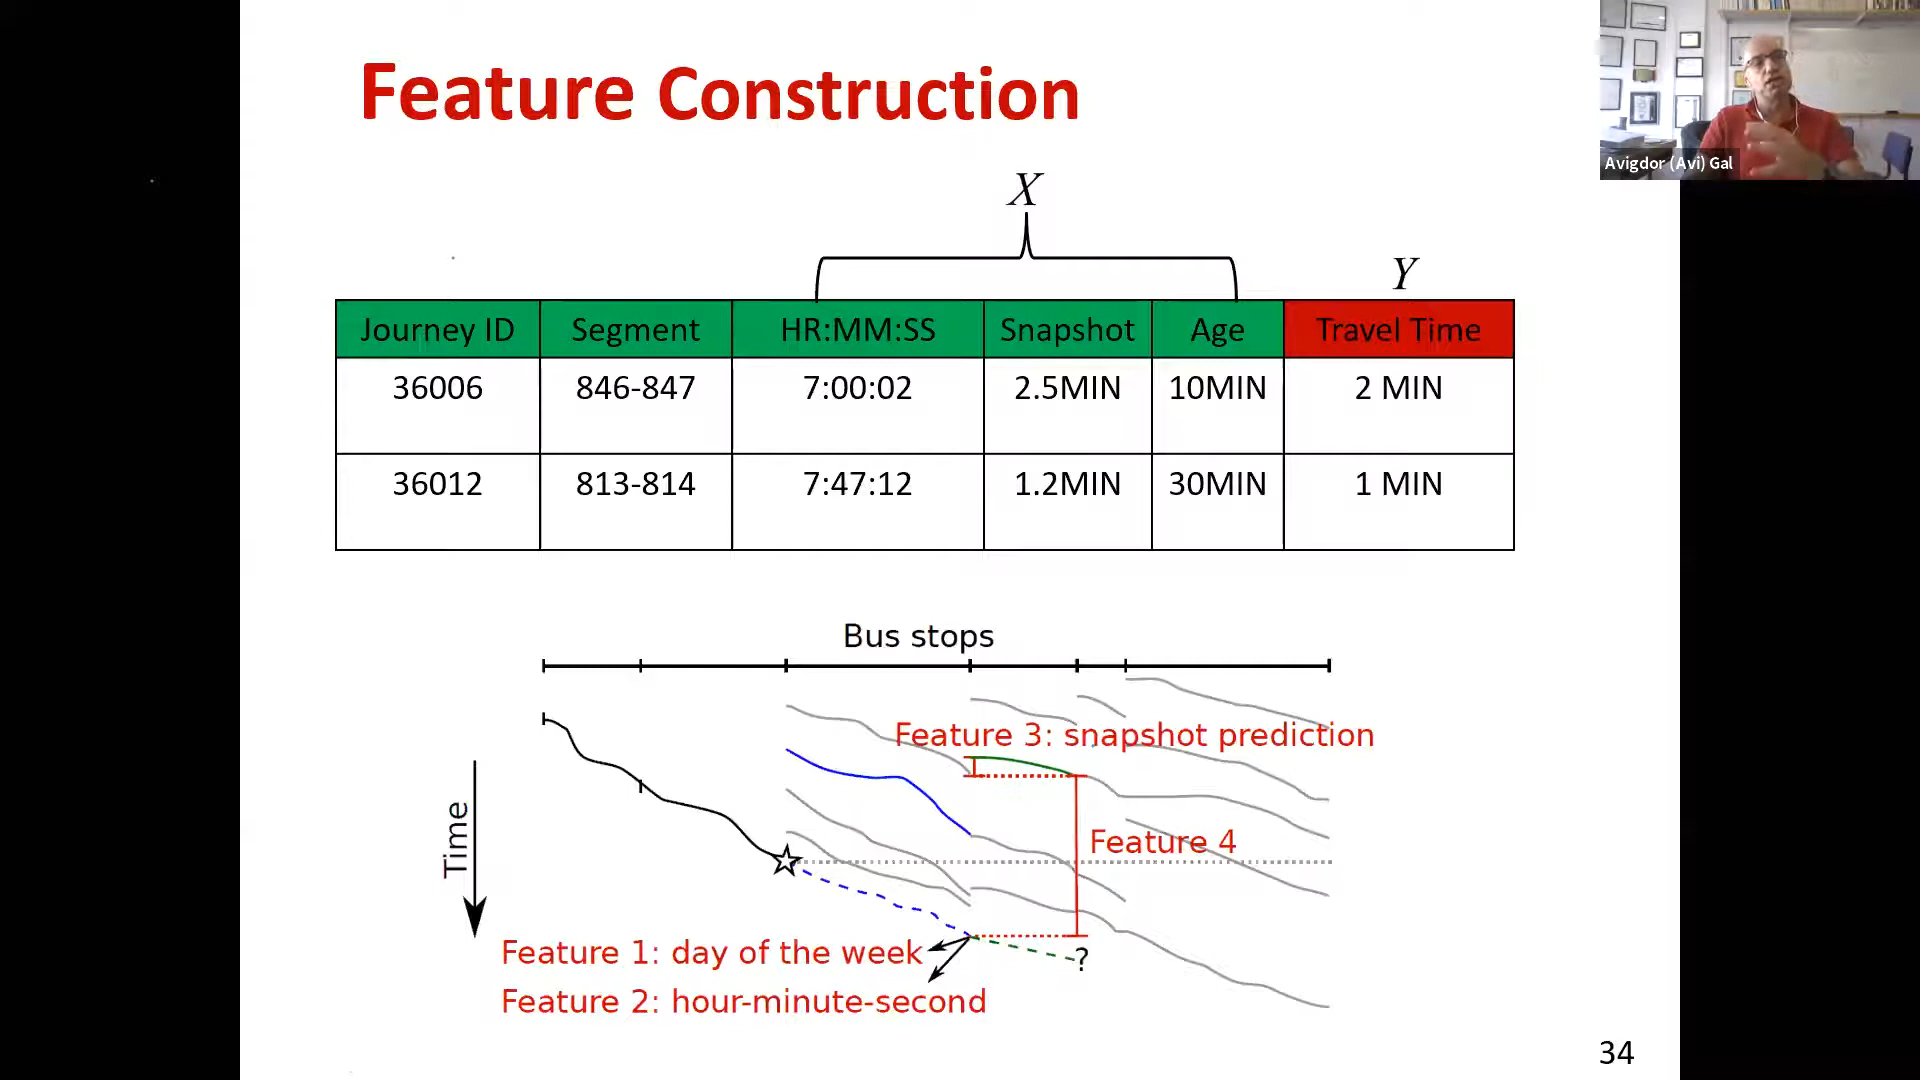 Feature Construction
Avigdor (Avi) Gal
X
Y
Journey ID Segment HR:MM:SS Snapshot Age Travel Time
36006 846-847 7:00:02 2.5MIN 10MIN 2 MIN
36012 813-814 7:47:12 1.2MIN 30MIN 1 MIN
Bus stops
Feature 3: snapshot prediction
Time
Feature 4
Feature 1: day of the week
?
Feature 2: hour-minute-second
34